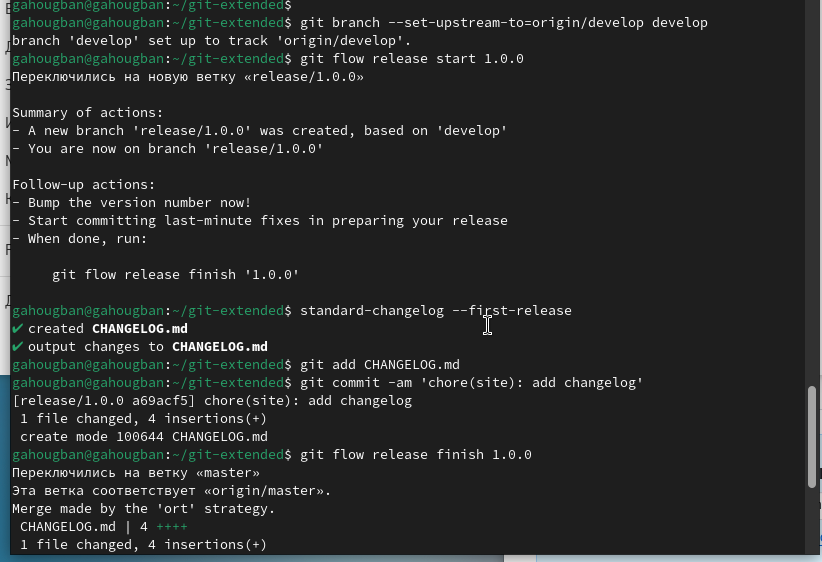 gahougban@gahougban:~/git-extended$
gahougban@gahougban:~/git-extended$ git branch --set-upstream-to=origin/develop develop
branch 'develop' set up to track 'origin/develop'.
gahougban@gahougban:~/git-extended$ git flow release start 1.0.0
Переключились на новую ветку «release/1.0.0»
Summary of actions:
- A new branch 'release/1.0.0' was created, based on 'develop'
- You are now on branch 'release/1.0.0'
Follow-up actions:
- Bump the version number now!
- Start committing last-minute fixes in preparing your release
- When done, run:
git flow release finish '1.0.0'
gahougban@gahougban:~/git-extended$ standard-changelog --first-release
✔ created CHANGELOG.md
✔ output changes to CHANGELOG.md
gahougban@gahougban:~/git-extended$ git add CHANGELOG.md
gahougban@gahougban:~/git-extended$ git commit -am 'chore(site): add changelog'
[release/1.0.0 a69acf5] chore(site): add changelog
1 file changed, 4 insertions(+)
create mode 100644 CHANGELOG.md
gahougban@gahougban:~/git-extended$ git flow release finish 1.0.0
Переключились на ветку «master»
Эта ветка соответствует «origin/master».
Merge made by the 'ort' strategy.
CHANGELOG.md | 4 ++++
1 file changed, 4 insertions(+)